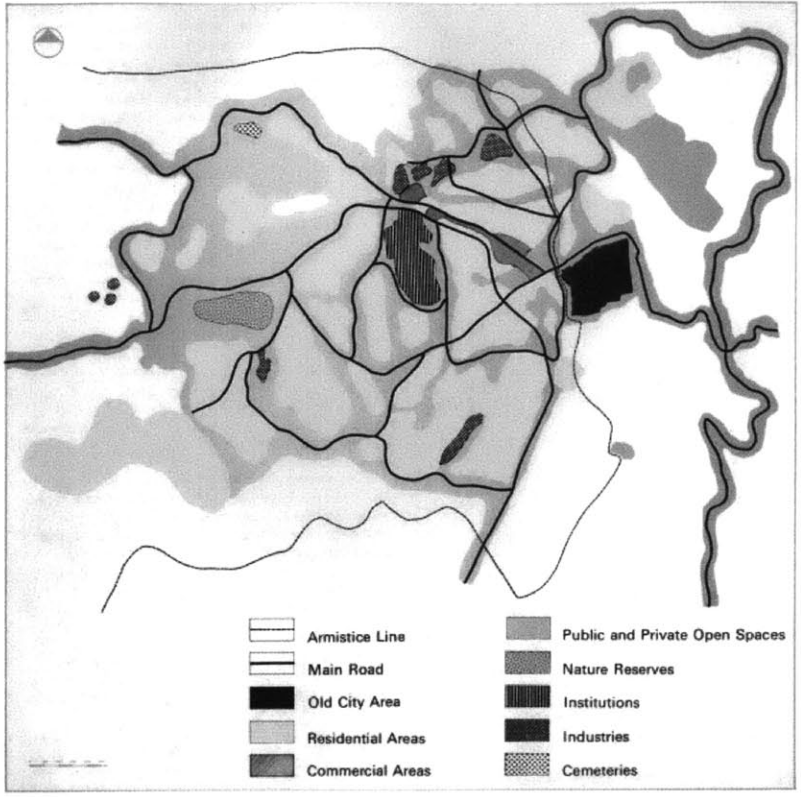 Armistice Line
Main Road
Old City Area
Residential Areas
Commercial Areas
Public and Private Open Spaces
Nature Reserves
Institutions
Industries
Cemeteries